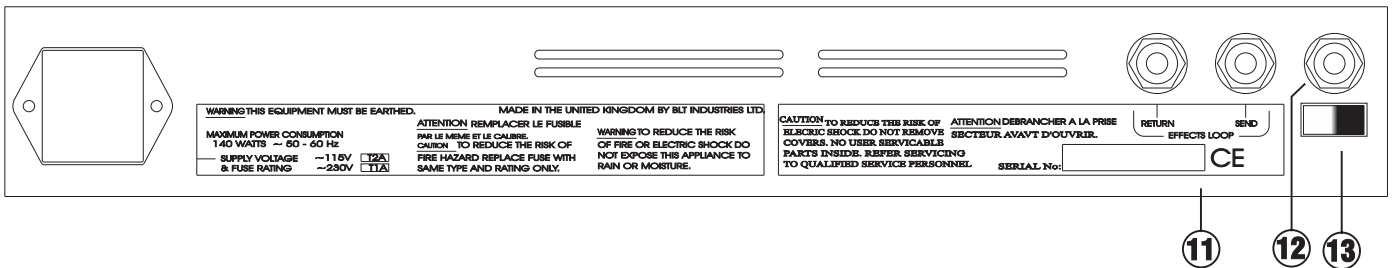 WARNING THIS EQUIPMENT MUST BE EARTHED.
MADE IN THE UNITED KINGDOM BY BLT INDUSTRIES LTD.
MAXIMUM POWER CONSUMPTION
140 WATTS ~ 50 - 60 Hz
SUPPLY VOLTAGE ~115V T2A
& FUSE RATING ~230V T1A
ATTENTION REMPLACER LE FUSIBLE
PAR LE MEME ET LE CALIBRE.
CAUTION TO REDUCE THE RISK OF
FIRE HAZARD REPLACE FUSE WITH
SAME TYPE AND RATING ONLY.
WARNING TO REDUCE THE RISK
OF FIRE OR ELECTRIC SHOCK DO
NOT EXPOSE THIS APPLIANCE TO
RAIN OR MOISTURE.
CAUTION TO REDUCE THE RISK OF
ELECRIC SHOCK DO NOT REMOVE
COVERS. NO USER SERVICABLE
PARTS INSIDE. REFER SERVICING
TO QUALIFIED SERVICE PERSONNEL
ATTENTION DEBRANCHER A LA PRISE
SECTEUR AVAVT D'OUVRIR.
SERIAL No:
CE
RETURN
SEND
EFFECTS LOOP
11
12
13